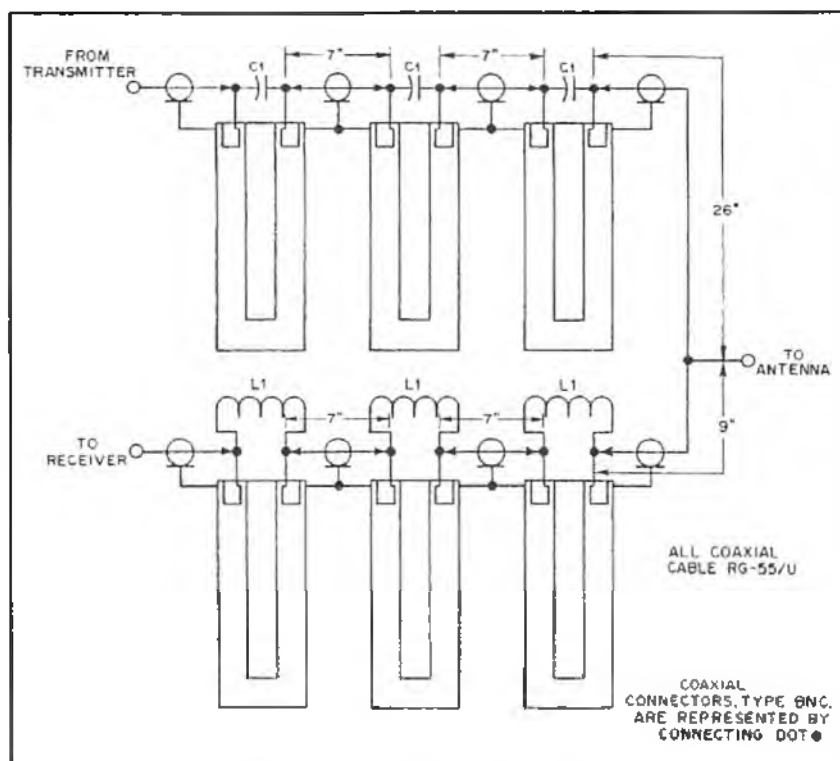 FROM
TRANSMITTER
C1
7"
C1
7"
C1
26"
TO
ANTENNA
9"
L1
7"
L1
7"
L1
TO
RECEIVER
ALL COAXIAL
CABLE RG-55/U
COAXIAL
CONNECTORS, TYPE BNC,
ARE REPRESENTED BY
CONNECTING DOT